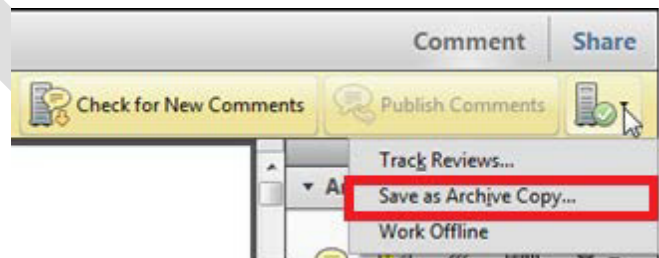 Comment Share
Check for New Comments Publish Comments
Track Reviews...
Save as Archive Copy...
Work Offline